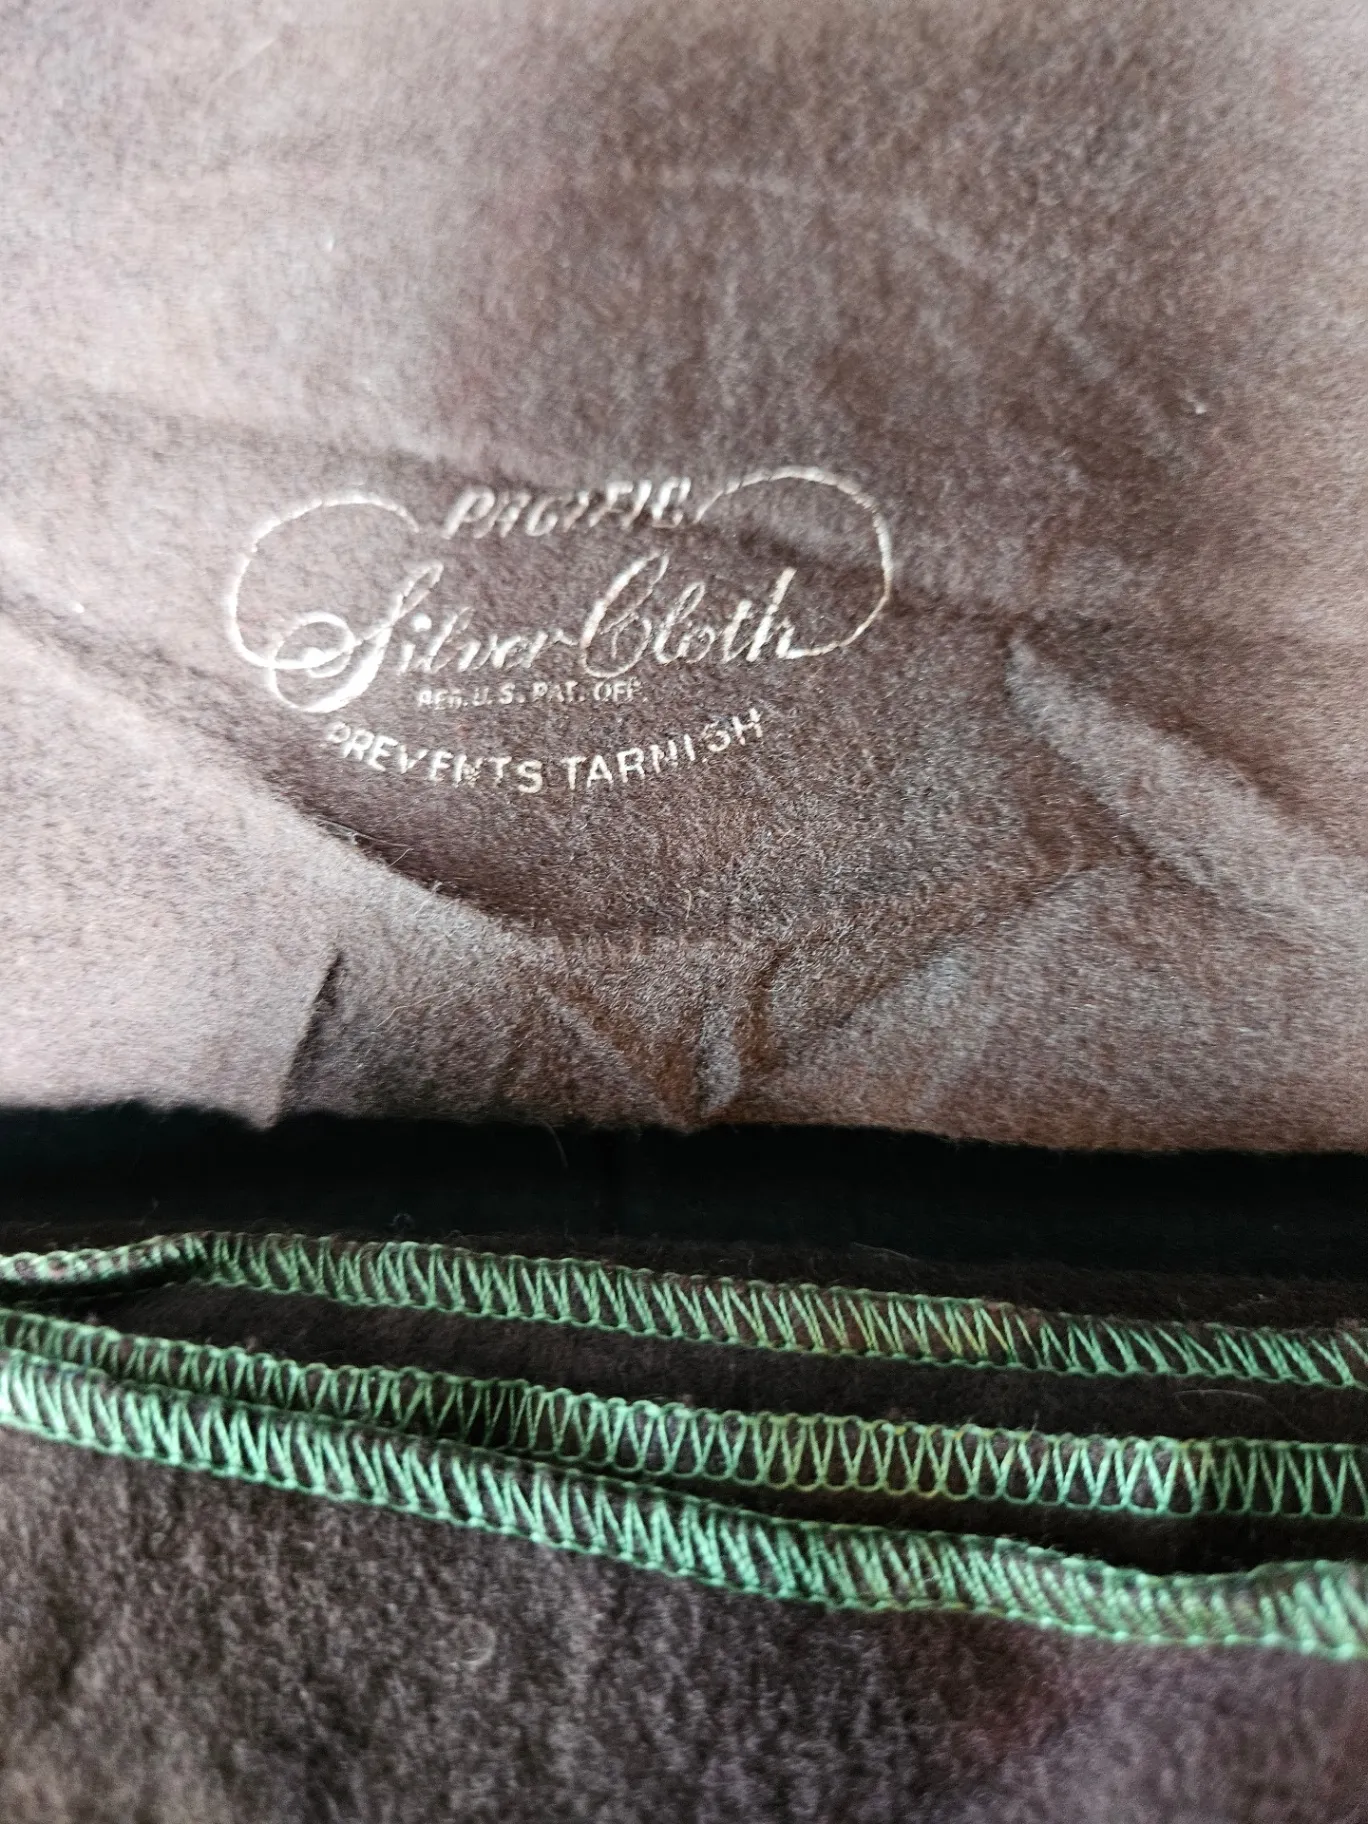 PACIFIC
Silver Cloth
REG. U. S. PAT. OFF.
PREVENTS TARNISH